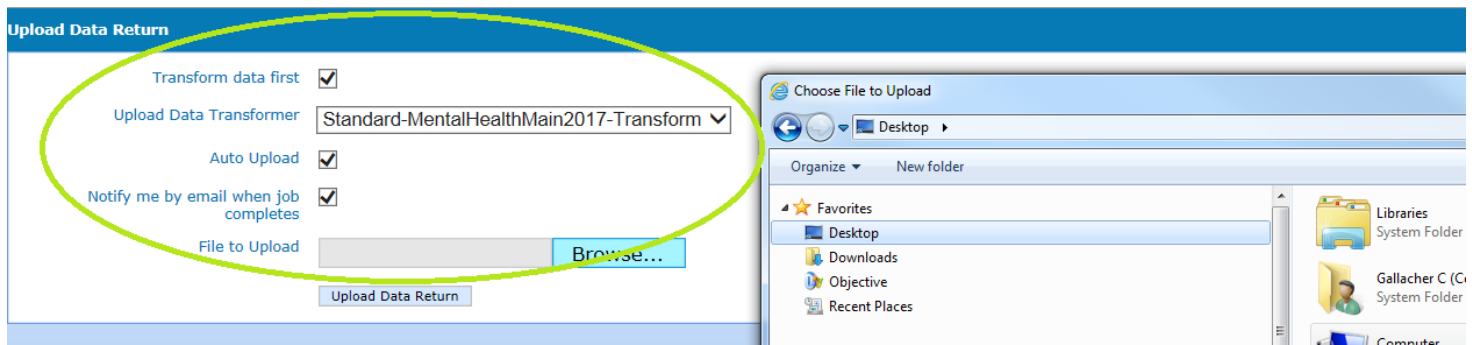 Upload Data Return
Transform data first
Upload Data Transformer
Standard-MentalHealthMain2017-Transform
Auto Upload
Notify me by email when job
completes
File to Upload
Browse...
Upload Data Return
Choose File to Upload
Desktop
Organize
New folder
Favorites
Desktop
Downloads
Objective
Recent Places
Libraries
System Folder
Gallacher C (C
System Folder
Computer